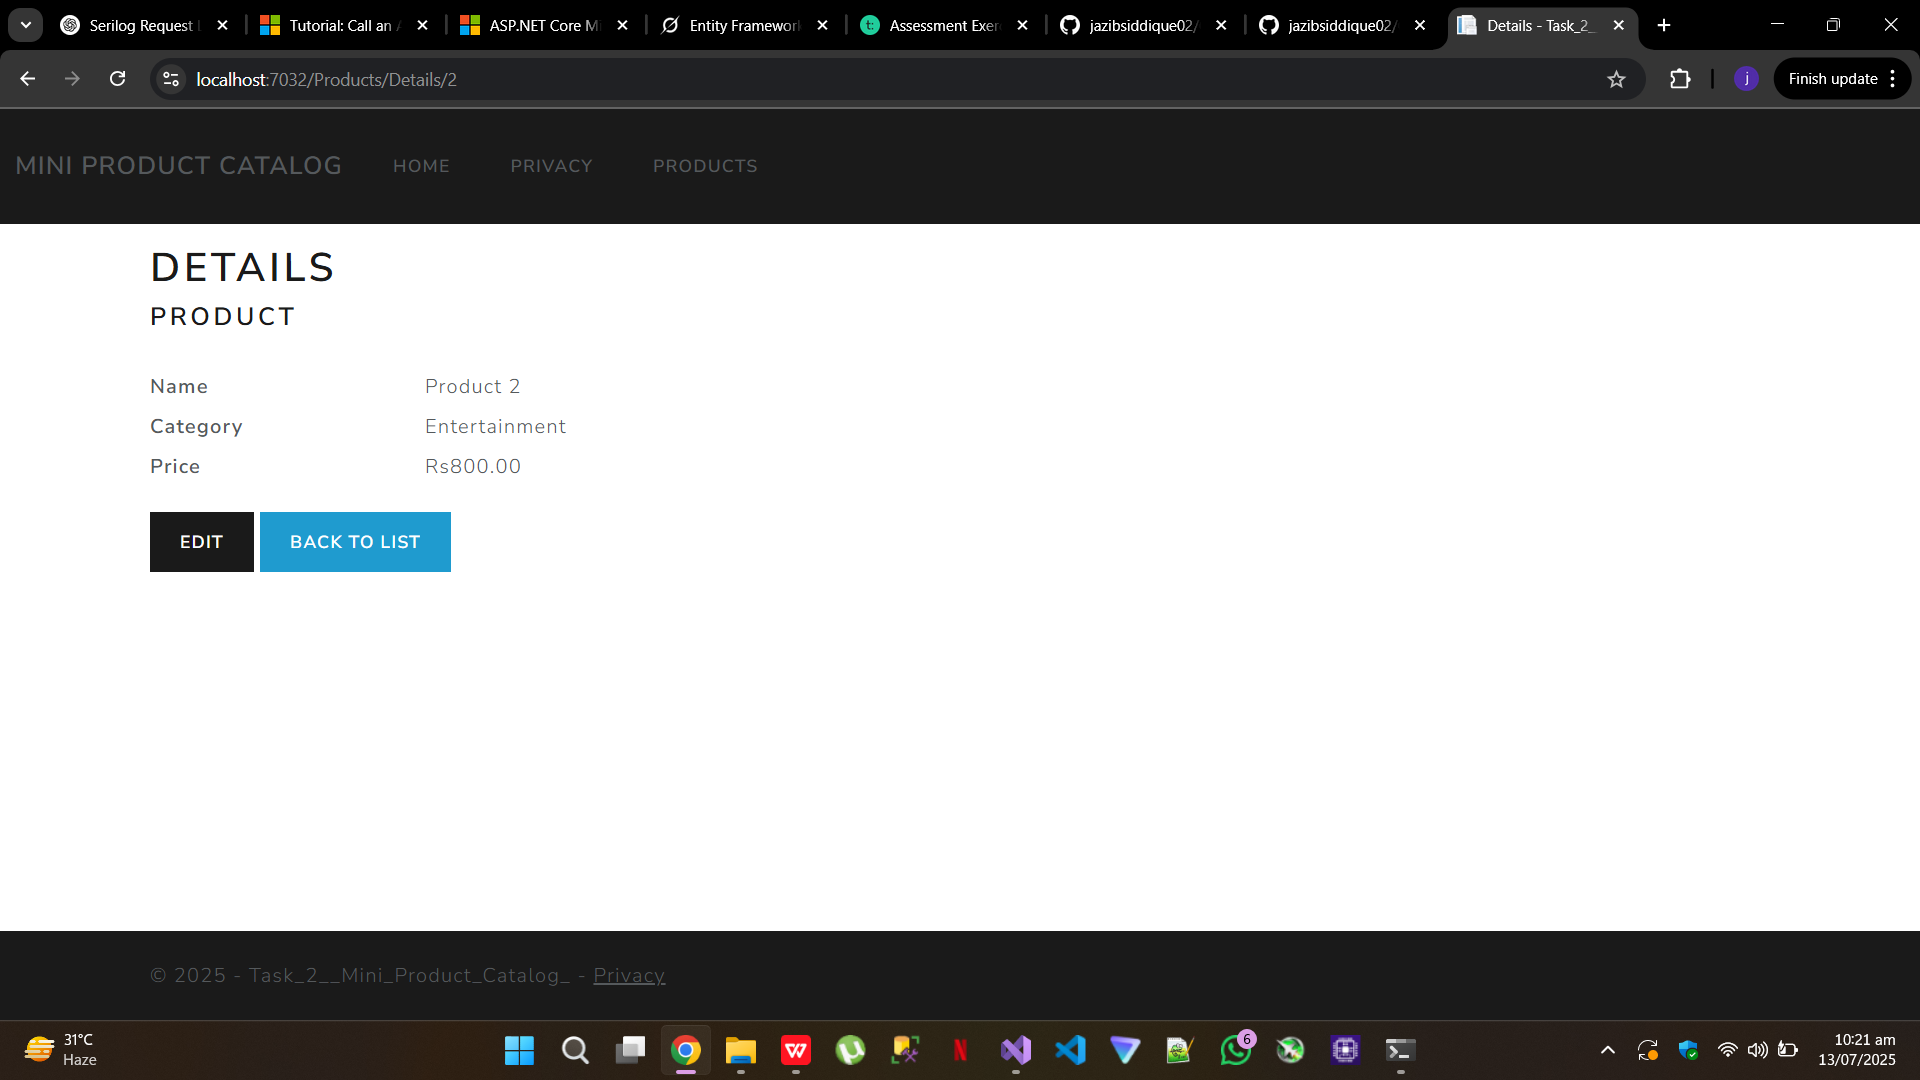 Serilog Request
Tutorial: Call an
ASP.NET Core
Entity Framework
Assessment Exer
jazibsiddique02/
jazibsiddique02/
Details - Task_2_
localhost:7032/Products/Details/2
j
Finish update
MINI PRODUCT CATALOG HOME PRIVACY PRODUCTS
DETAILS
PRODUCT
Name Product 2
Category Entertainment
Price Rs800.00
EDIT BACK TO LIST
© 2025 - Task_2__Mini_Product_Catalog_ - Privacy
31°C
Haze
6
10:21 am
13/07/2025